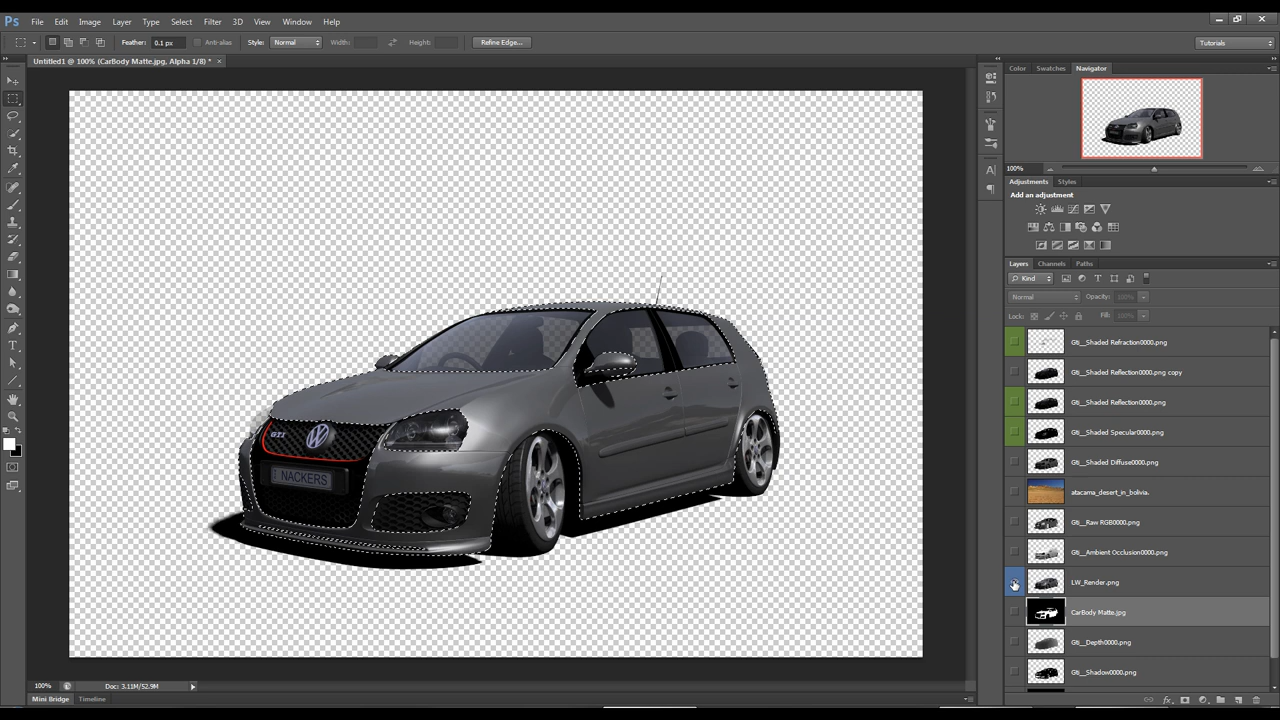 Ps File Edit Image Layer Type Select Filter 3D View Window Help
Feather: 0.1 px Anti-alias Style: Normal Width: Height: Refine Edge... Tutorials
Untitled1 @ 100% (CarBody Matte.jpg, Alpha 1/8) * ×
Color Swatches Navigator
100%
Adjustments Styles
Add an adjustment
Layers Channels Paths
Kind
Normal Opacity: 100%
Lock: Fill: 100%
Gti__Shaded Refraction0000.png
Gti__Shaded Reflection0000.png copy
Gti__Shaded Reflection0000.png
Gti__Shaded Specular0000.png
Gti__Shaded Diffuse0000.png
atacama_desert_in_bolivia.
Gti__Raw RGB0000.png
Gti__Ambient Occlusion0000.png
LW_Render.png
CarBody Matte.jpg
Gti__Depth0000.png
Gti__Shadow0000.png
GTI
VW
NACKERS
100% Doc: 3.11M/52.9M
Mini Bridge Timeline